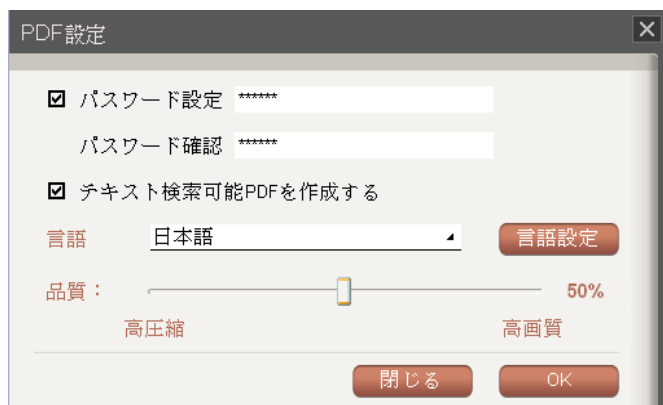 PDF設定
パスワード設定 ******
パスワード確認 ******
テキスト検索可能PDFを作成する
言語 日本語 言語設定
品質： 50%
高圧縮 高画質
閉じる OK